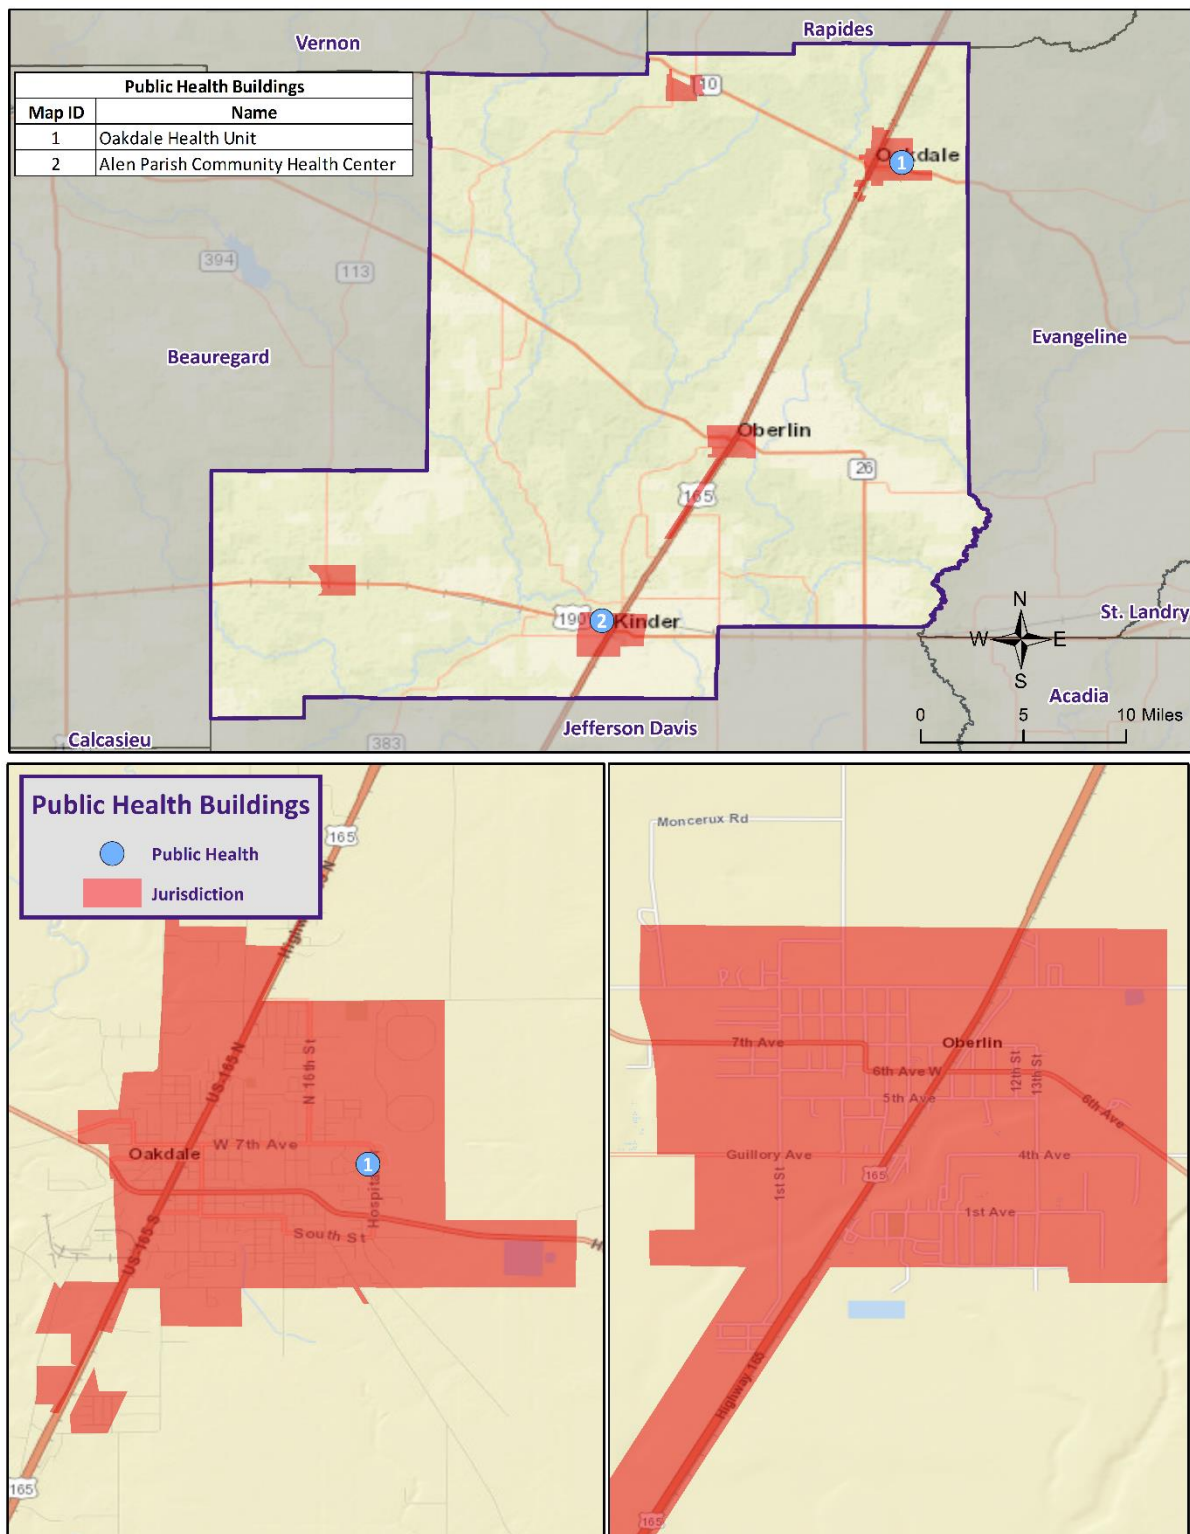 Vernon
Rapides
Public Health Buildings
Map ID Name
1 Oakdale Health Unit
2 Alen Parish Community Health Center
10
Oakdale
1
394
113
Beauregard
Evangeline
Oberlin
26
165
190
2
Kinder
N
W E
S
St. Landry
Acadia
0 5 10 Miles
Jefferson Davis
Calcasieu
383
Public Health Buildings
Public Health
Jurisdiction
165
US-165 N
N 16th St
W 7th Ave
Oakdale
1
Hospital
South St
US-165 S
165
Moncerux Rd
7th Ave
Oberlin
6th Ave W
12th St
13th St
5th Ave
6th Ave
Guillory Ave
4th Ave
165
1st St
1st Ave
Highway 165
165